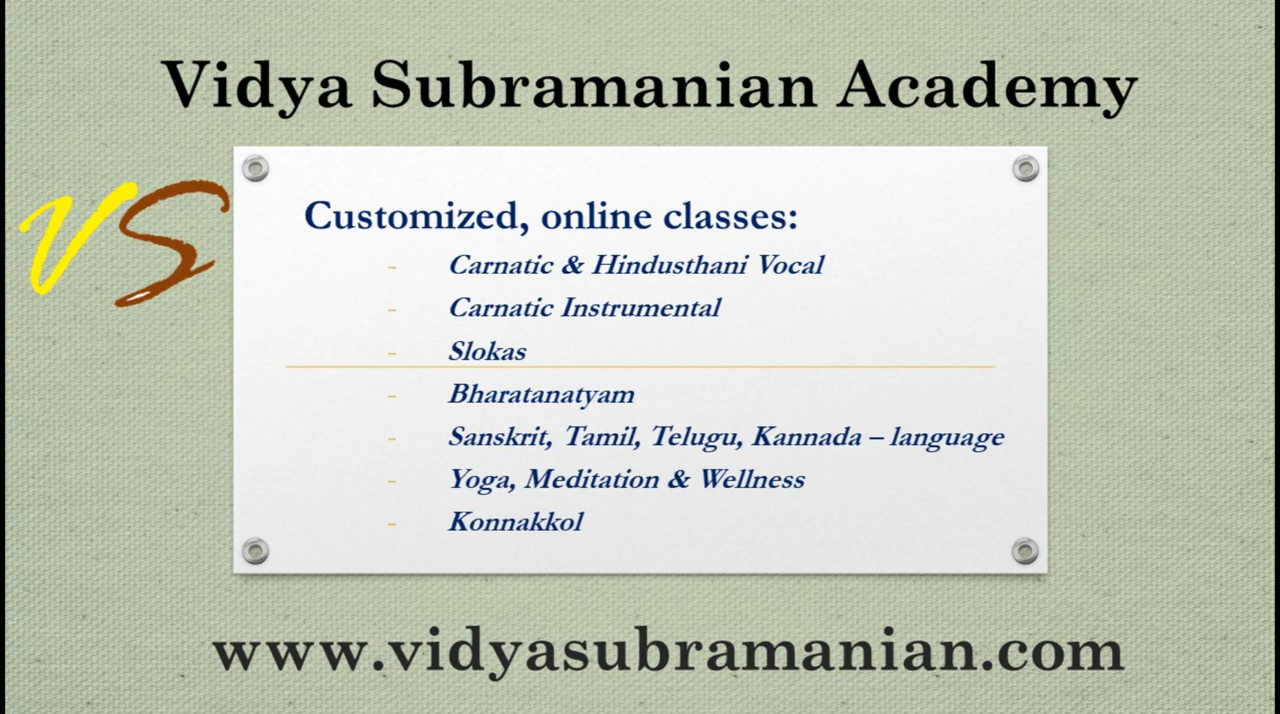 Vidya Subramanian Academy
VS
Customized, online classes:
- Carnatic & Hindusthani Vocal
- Carnatic Instrumental
- Slokas
- Bharatanatyam
- Sanskrit, Tamil, Telugu, Kannada – language
- Yoga, Meditation & Wellness
- Konnakkol
www.vidyasubramanian.com